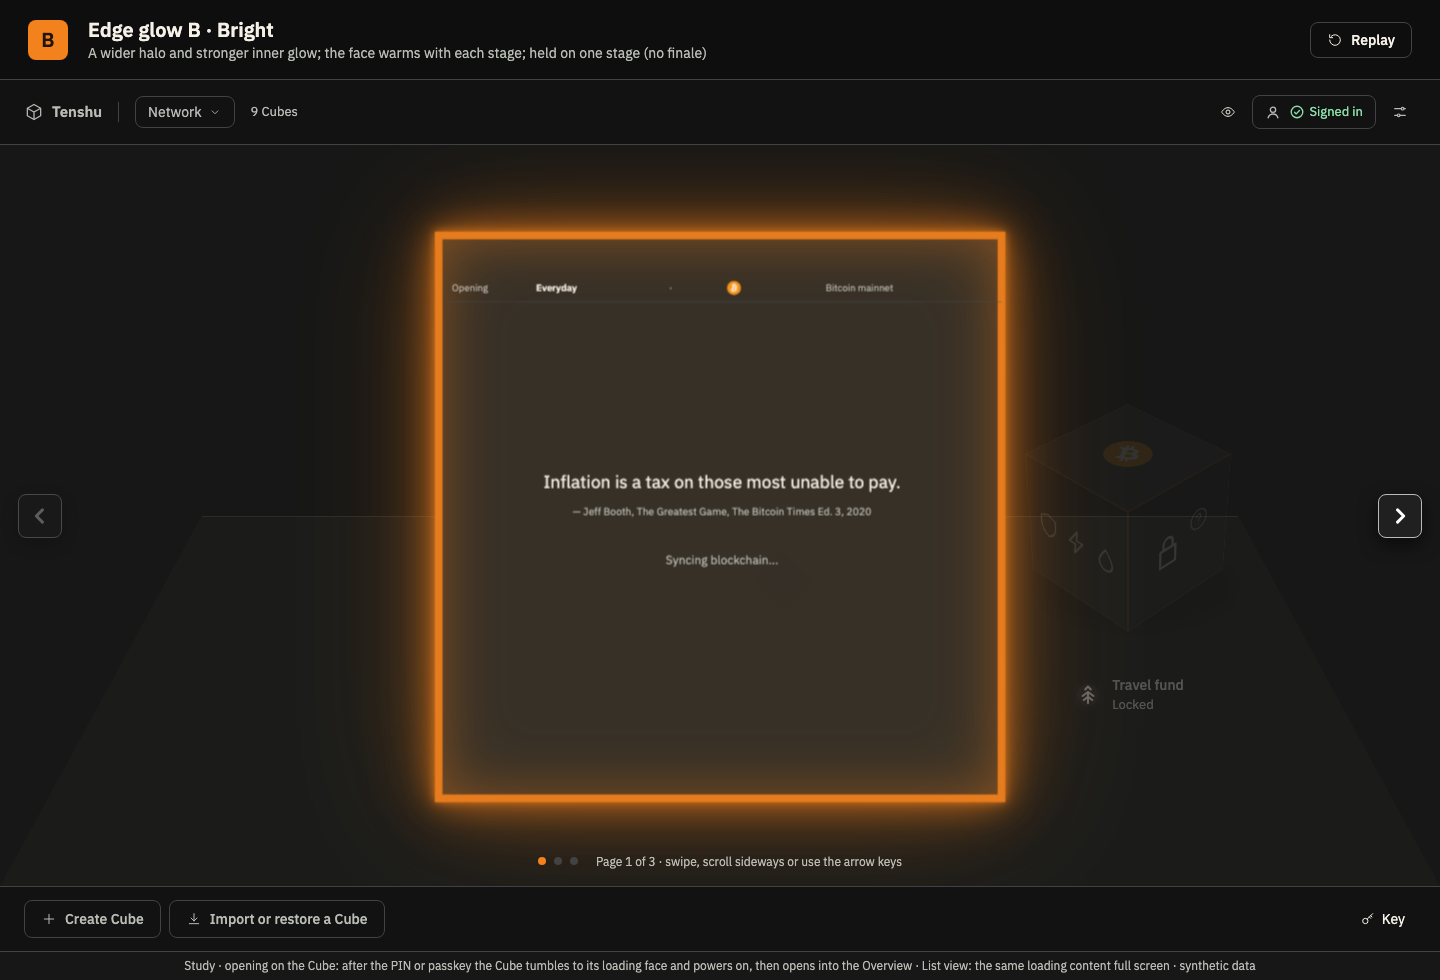 B
Edge glow B · Bright
A wider halo and stronger inner glow; the face warms with each stage; held on one stage (no finale)
Replay
Tenshu
Network
9 Cubes
Signed in
Opening
Everyday
Bitcoin mainnet
Inflation is a tax on those most unable to pay.
— Jeff Booth, The Greatest Game, The Bitcoin Times Ed. 3, 2020
Syncing blockchain...
Travel fund
Locked
Page 1 of 3 · swipe, scroll sideways or use the arrow keys
Create Cube
Import or restore a Cube
Key
Study · opening on the Cube: after the PIN or passkey the Cube tumbles to its loading face and powers on, then opens into the Overview · List view: the same loading content full screen · synthetic data